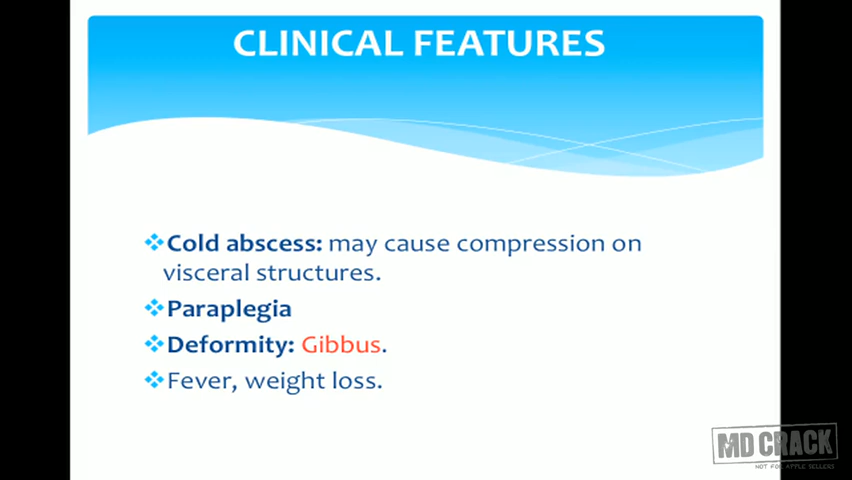 CLINICAL FEATURES
❖Cold abscess: may cause compression on
visceral structures.
❖Paraplegia
❖Deformity: Gibbus.
❖Fever, weight loss.
MD CRACK
NOT FOR APPLE SELLERS